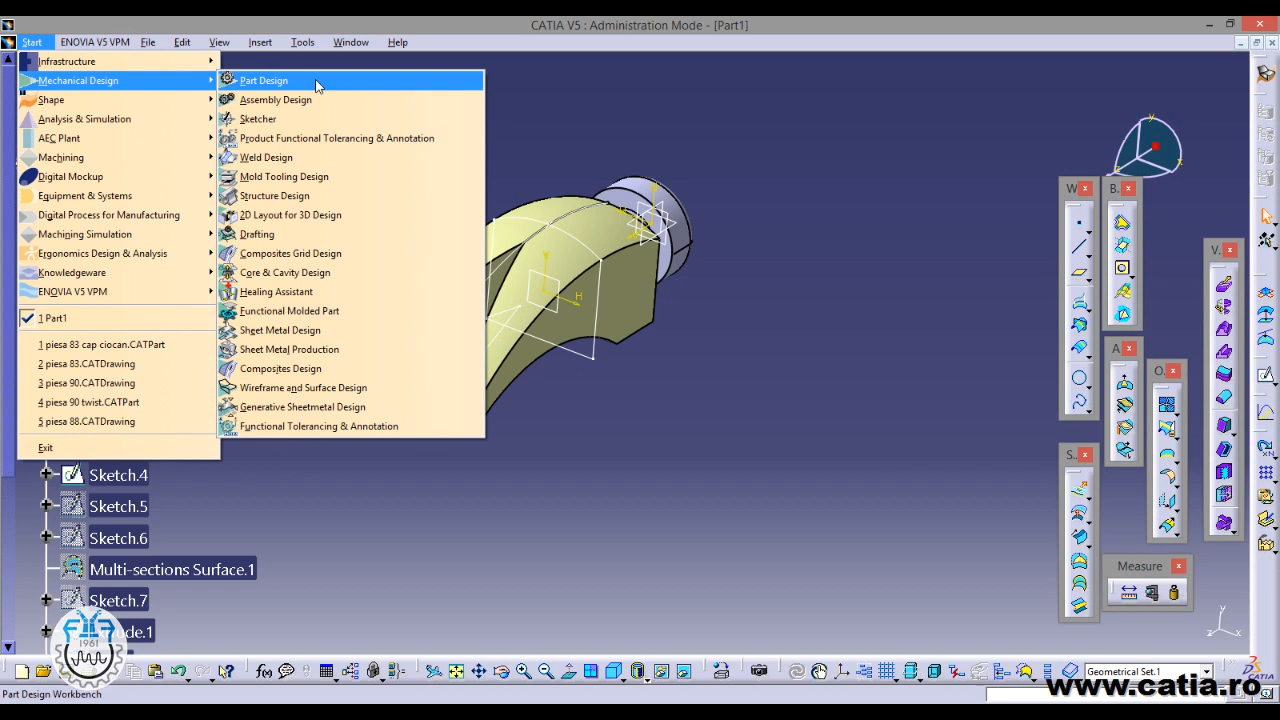 CATIA V5 : Administration Mode - [Part1]
Start ENOVIA V5 VPM File Edit View Insert Tools Window Help
Infrastructure
Mechanical Design
Shape
Analysis & Simulation
AEC Plant
Machining
Digital Mockup
Equipment & Systems
Digital Process for Manufacturing
Machining Simulation
Ergonomics Design & Analysis
Knowledgeware
ENOVIA V5 VPM
1 Part1
1 piesa 83 cap ciocan.CATPart
2 piesa 83.CATDrawing
3 piesa 90.CATDrawing
4 piesa 90 twist.CATPart
5 piesa 88.CATDrawing
Exit
Part Design
Assembly Design
Sketcher
Product Functional Tolerancing & Annotation
Weld Design
Mold Tooling Design
Structure Design
2D Layout for 3D Design
Drafting
Composites Grid Design
Core & Cavity Design
Healing Assistant
Functional Molded Part
Sheet Metal Design
Sheet Metal Production
Composites Design
Wireframe and Surface Design
Generative Sheetmetal Design
Functional Tolerancing & Annotation
H
y
x
z
W...
B...
V...
A...
O...
S...
Measure
Sketch.4
Sketch.5
Sketch.6
Multi-sections Surface.1
Sketch.7
de.1
1961
y
z x
f(x)
Geometrical Set.1
CATIA
www.catia.ro
Part Design Workbench